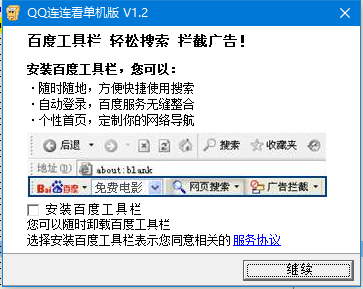 QQ连连看单机版 V1.2
百度工具栏 轻松搜索 拦截广告！
安装百度工具栏，您可以：
· 随时随地，方便快捷使用搜索
· 自动登录，百度服务无缝整合
· 个性首页，定制你的网络导航
后退 搜索 收藏夹
地址(D) about:blank
Bai百度 免费电影 网页搜索 广告拦截
安装百度工具栏
您可以随时卸载百度工具栏
选择安装百度工具栏表示您同意相关的服务协议
继续